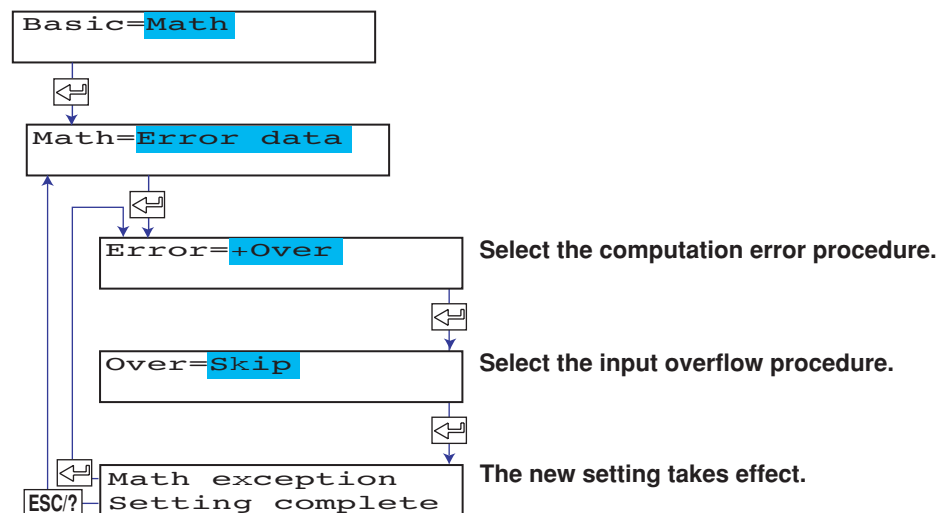 Basic=Math
Math=Error data
Error=+Over
Select the computation error procedure.
Over=Skip
Select the input overflow procedure.
Math exception
Setting complete
The new setting takes effect.
ESC/?